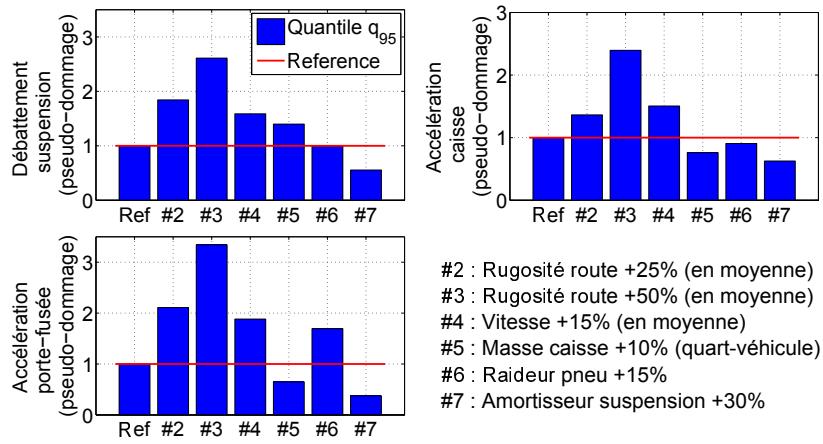 Débattement
suspension
(pseudo-dommage)
3
2
1
0
Quantile q95
Reference
Ref #2 #3 #4 #5 #6 #7
Accélération
caisse
(pseudo-dommage)
3
2
1
0
Ref #2 #3 #4 #5 #6 #7
Accélération
porte-fusée
(pseudo-dommage)
3
2
1
0
Ref #2 #3 #4 #5 #6 #7
#2 : Rugosité route +25% (en moyenne)
#3 : Rugosité route +50% (en moyenne)
#4 : Vitesse +15% (en moyenne)
#5 : Masse caisse +10% (quart-véhicule)
#6 : Raideur pneu +15%
#7 : Amortisseur suspension +30%